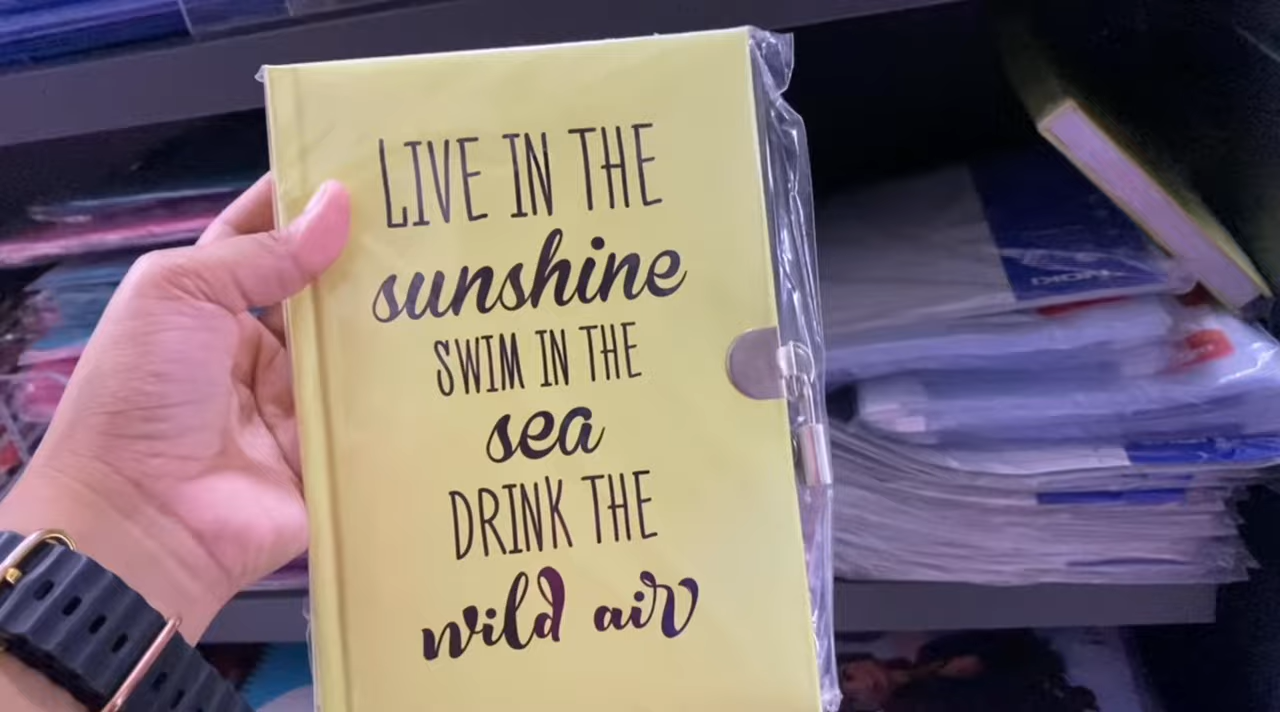 LIVE IN THE
sunshine
SWIM IN THE
sea
DRINK THE
wild air